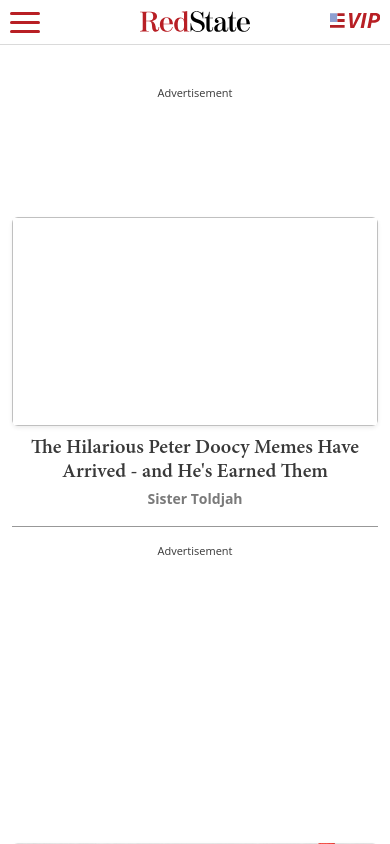 RedState
VIP
Advertisement
The Hilarious Peter Doocy Memes Have
Arrived - and He's Earned Them
Sister Toldjah
Advertisement